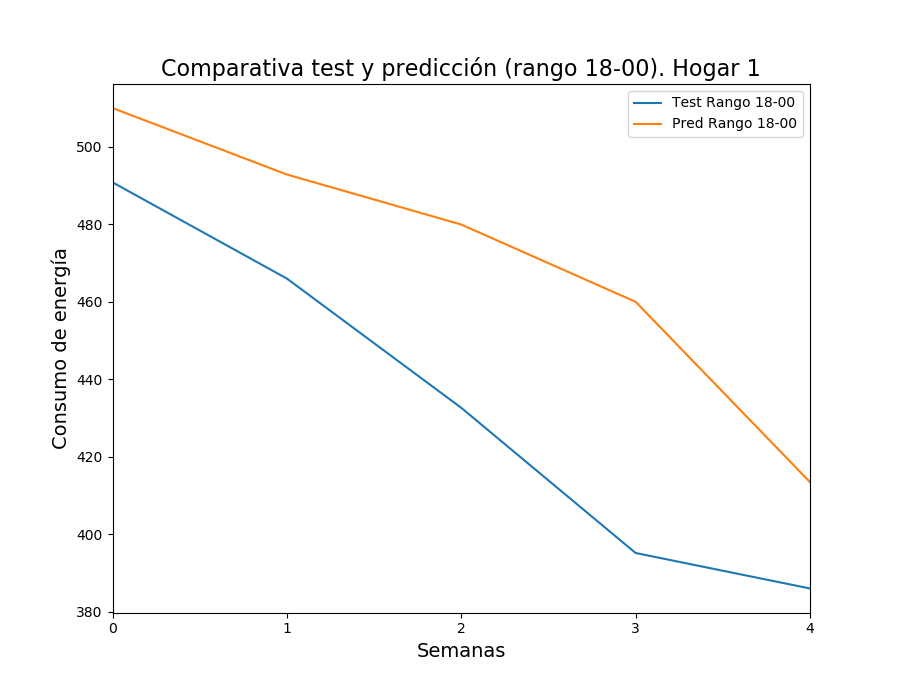 Comparativa test y predicción (rango 18-00). Hogar 1
Test Rango 18-00
Pred Rango 18-00
Consumo de energía
500
480
460
440
420
400
380
0 1 2 3 4
Semanas